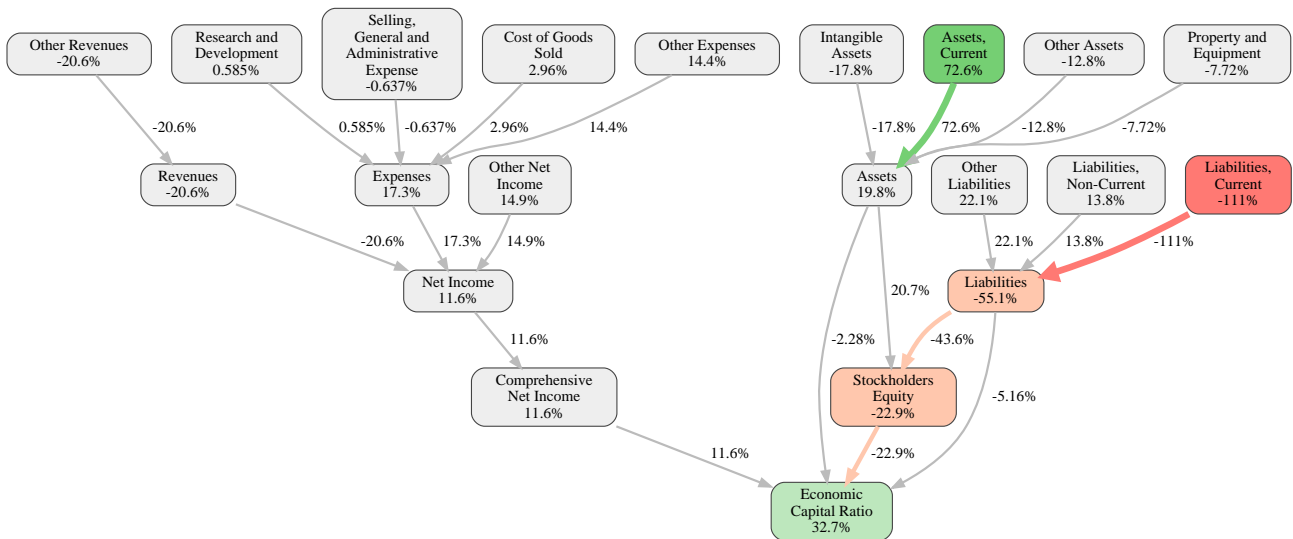 Other Revenues
-20.6%
Research and
Development
0.585%
Selling,
General and
Administrative
Expense
-0.637%
Cost of Goods
Sold
2.96%
Other Expenses
14.4%
Intangible
Assets
-17.8%
Assets,
Current
72.6%
Other Assets
-12.8%
Property and
Equipment
-7.72%
-20.6%
0.585%
-0.637%
2.96%
14.4%
-17.8%
72.6%
-12.8%
-7.72%
Revenues
-20.6%
Expenses
17.3%
Other Net
Income
14.9%
Assets
19.8%
Other
Liabilities
22.1%
Liabilities,
Non-Current
13.8%
Liabilities,
Current
-111%
-20.6%
17.3%
14.9%
22.1%
13.8%
-111%
Net Income
11.6%
Liabilities
-55.1%
20.7%
11.6%
-2.28%
-43.6%
Comprehensive
Net Income
11.6%
Stockholders
Equity
-22.9%
-5.16%
11.6%
-22.9%
Economic
Capital Ratio
32.7%